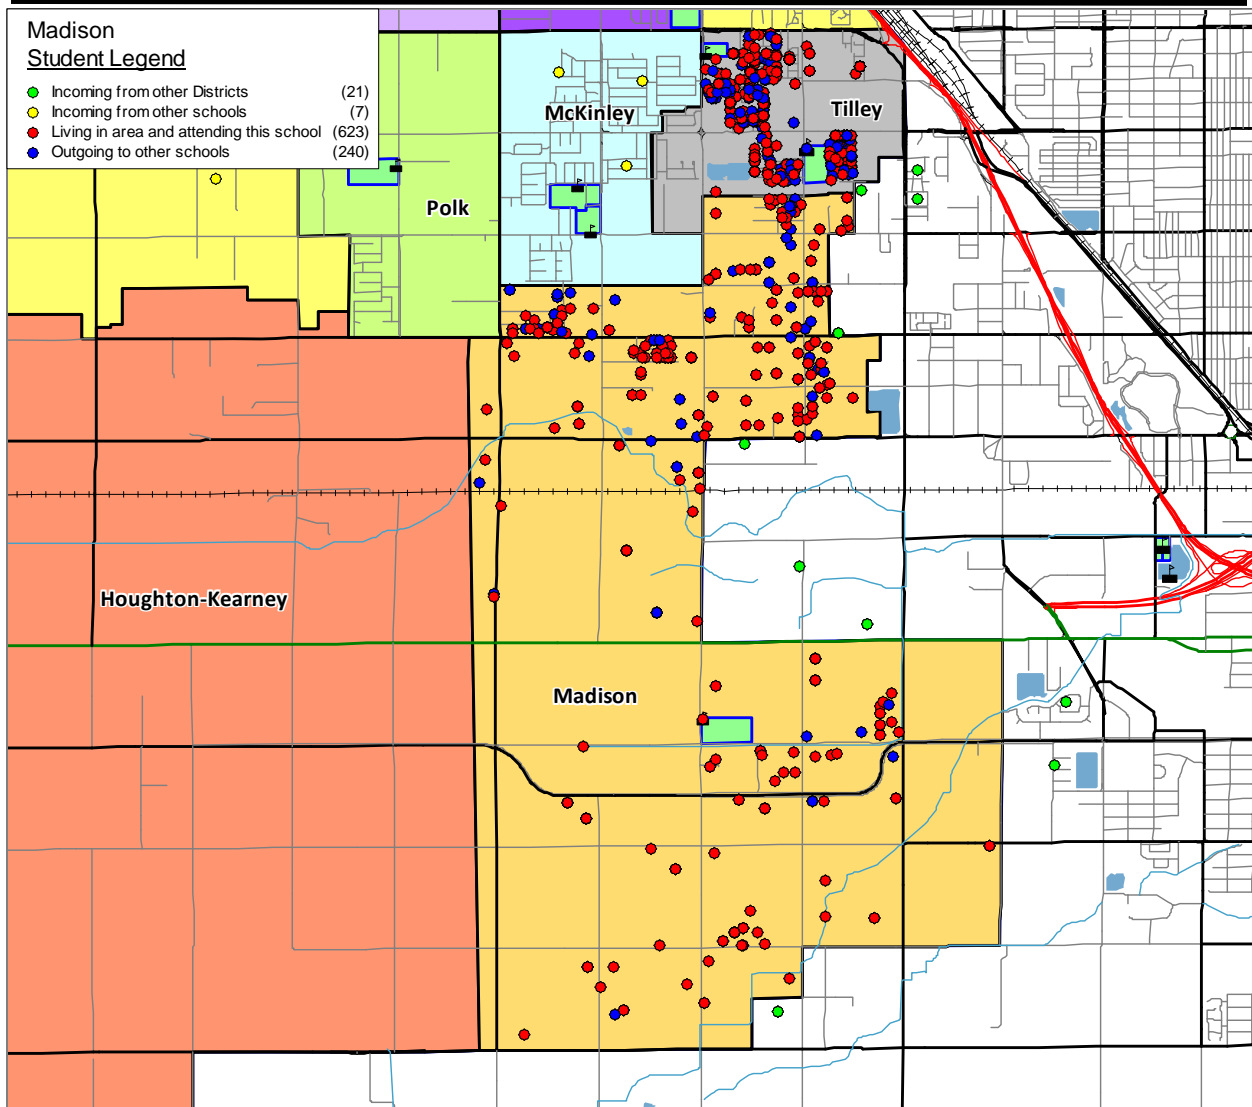 Madison
Student Legend
Incoming from other Districts (21)
Incoming from other schools (7)
Living in area and attending this school (623)
Outgoing to other schools (240)
McKinley
Tilley
Polk
Houghton-Kearney
Madison